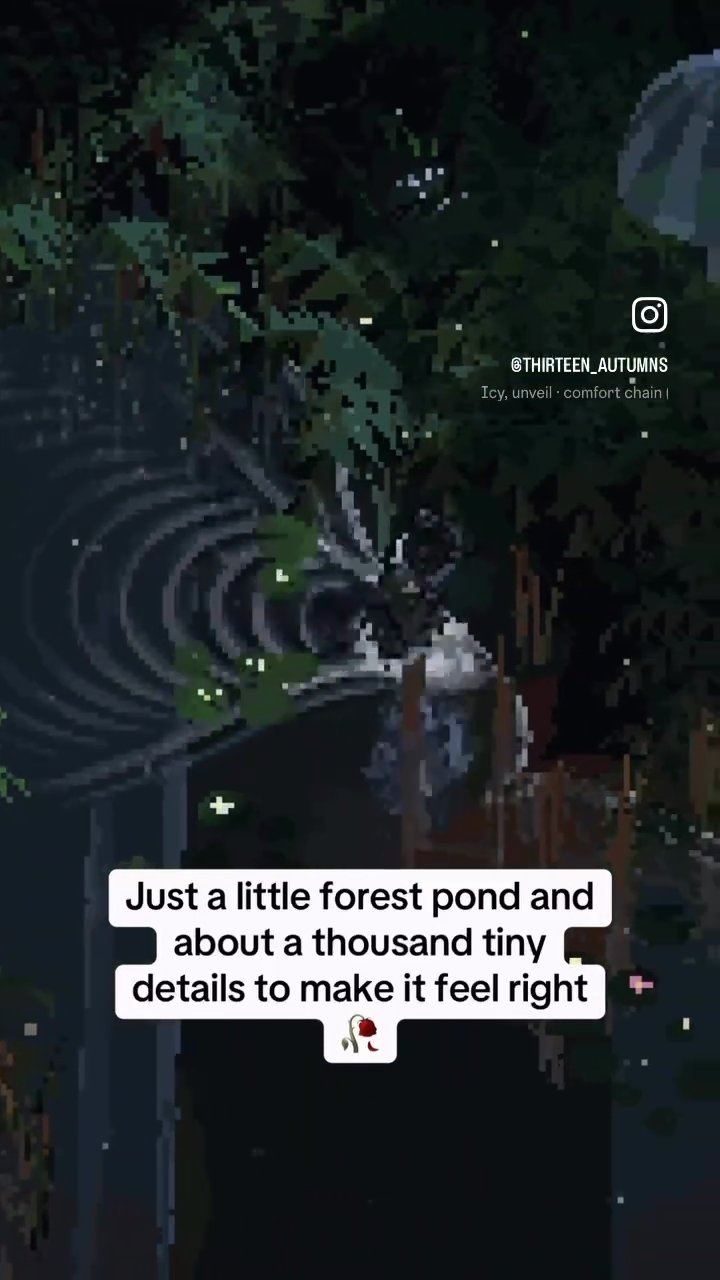 @THIRTEEN_AUTUMNS
Icy, unveil · comfort chain (
Just a little forest pond and
about a thousand tiny
details to make it feel right
🥀